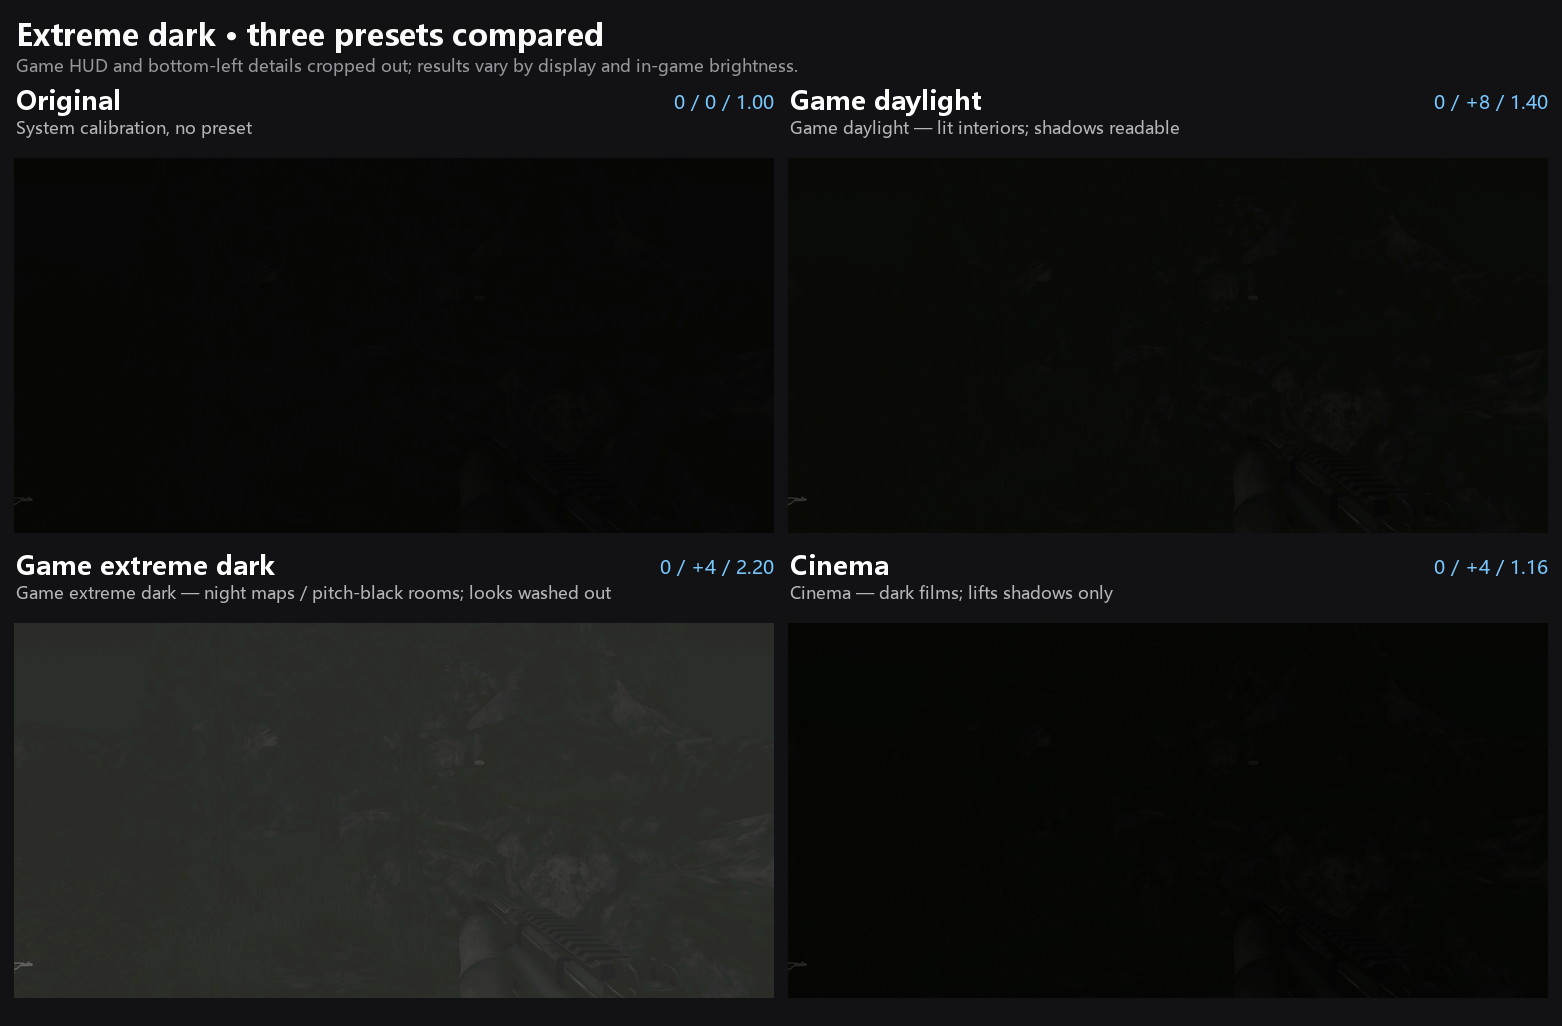 Extreme dark • three presets compared
Game HUD and bottom-left details cropped out; results vary by display and in-game brightness.
Original 0 / 0 / 1.00
System calibration, no preset
Game daylight 0 / +8 / 1.40
Game daylight — lit interiors; shadows readable
Game extreme dark 0 / +4 / 2.20
Game extreme dark — night maps / pitch-black rooms; looks washed out
Cinema 0 / +4 / 1.16
Cinema — dark films; lifts shadows only